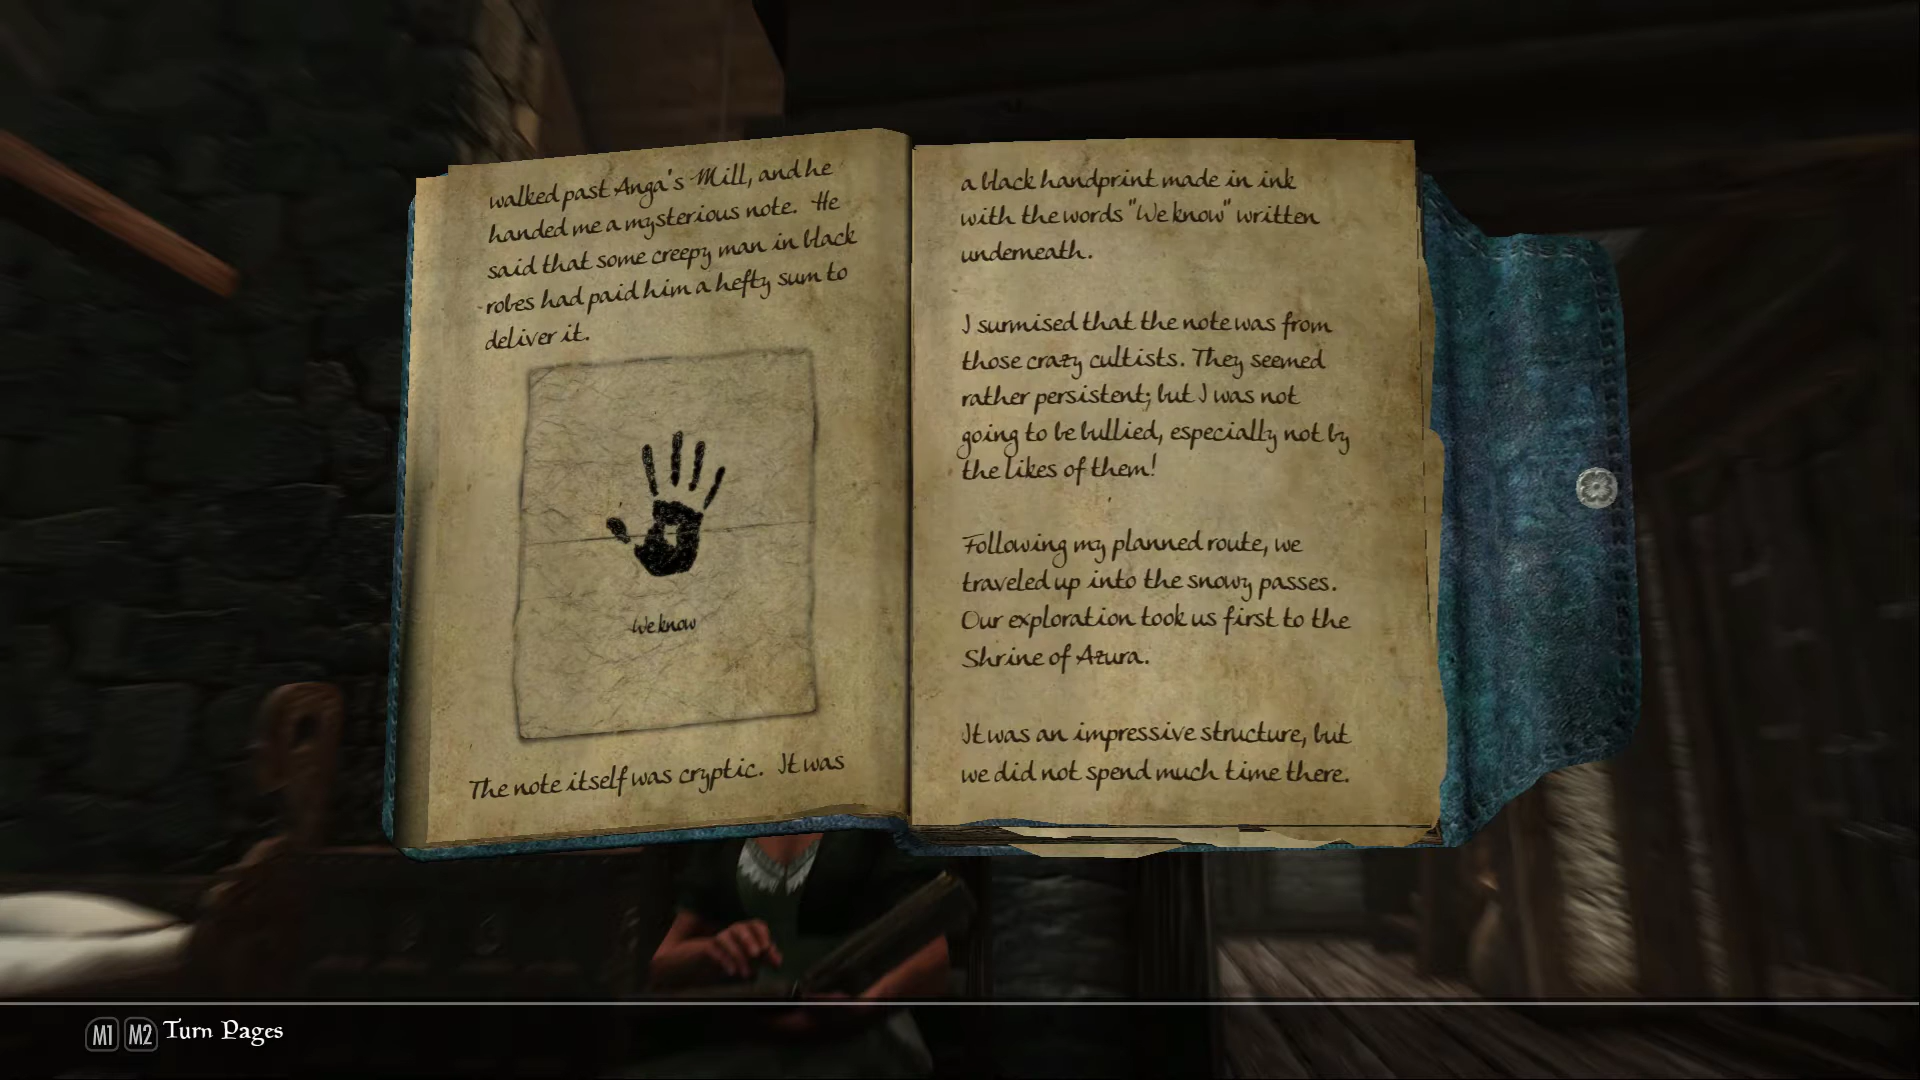 walked past Anga's Mill, and he
handed me a mysterious note. He
said that some creepy man in black
robes had paid him a hefty sum to
deliver it.
We know
The note itself was cryptic. It was
a black handprint made in ink
with the words "We know" written
underneath.
I surmised that the note was from
those crazy cultists. They seemed
rather persistent; but I was not
going to be bullied, especially not by
the likes of them!
Following my planned route, we
traveled up into the snowy passes.
Our exploration took us first to the
Shrine of Azura.
It was an impressive structure, but
we did not spend much time there.
M1 M2 Turn Pages